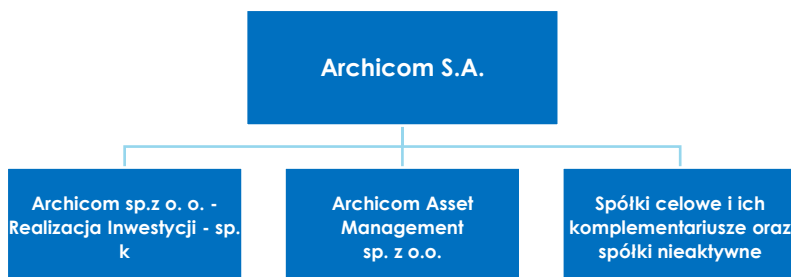 Archicom S.A.
Archicom sp.z o. o. -
Realizacja Inwestycji - sp.
k
Archicom Asset
Management
sp. z o.o.
Spółki celowe i ich
komplementariusze oraz
spółki nieaktywne